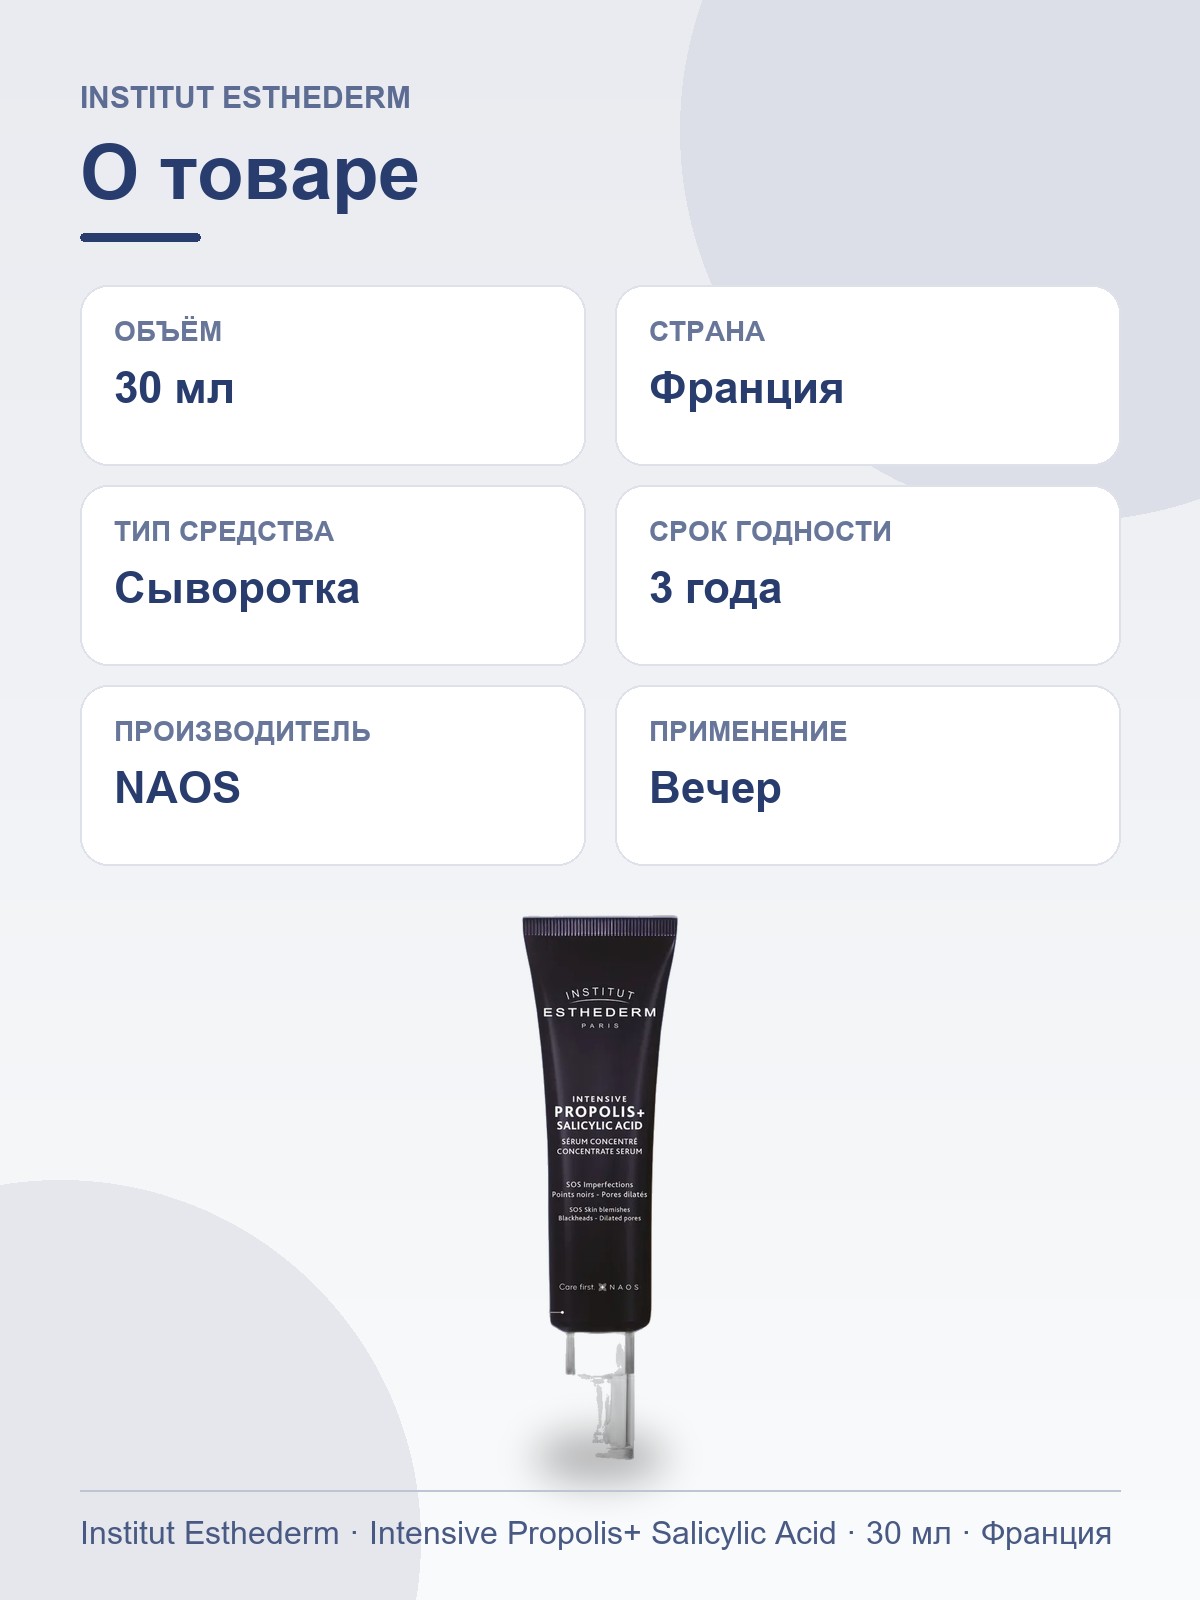 INSTITUT ESTHEDERM
О товаре
ОБЪЁМ
30 мл
СТРАНА
Франция
ТИП СРЕДСТВА
Сыворотка
СРОК ГОДНОСТИ
3 года
ПРОИЗВОДИТЕЛЬ
NAOS
ПРИМЕНЕНИЕ
Вечер
INSTITUT
ESTHEDERM
PARIS
INTENSIVE
PROPOLIS+
SALICYLIC ACID
SÉRUM CONCENTRÉ
CONCENTRATE SERUM
SOS Imperfections
Points noirs - Pores dilatés
SOS Skin blemishes
Blackheads - Dilated pores
Care first NAOS
Institut Esthederm · Intensive Propolis+ Salicylic Acid · 30 мл · Франция